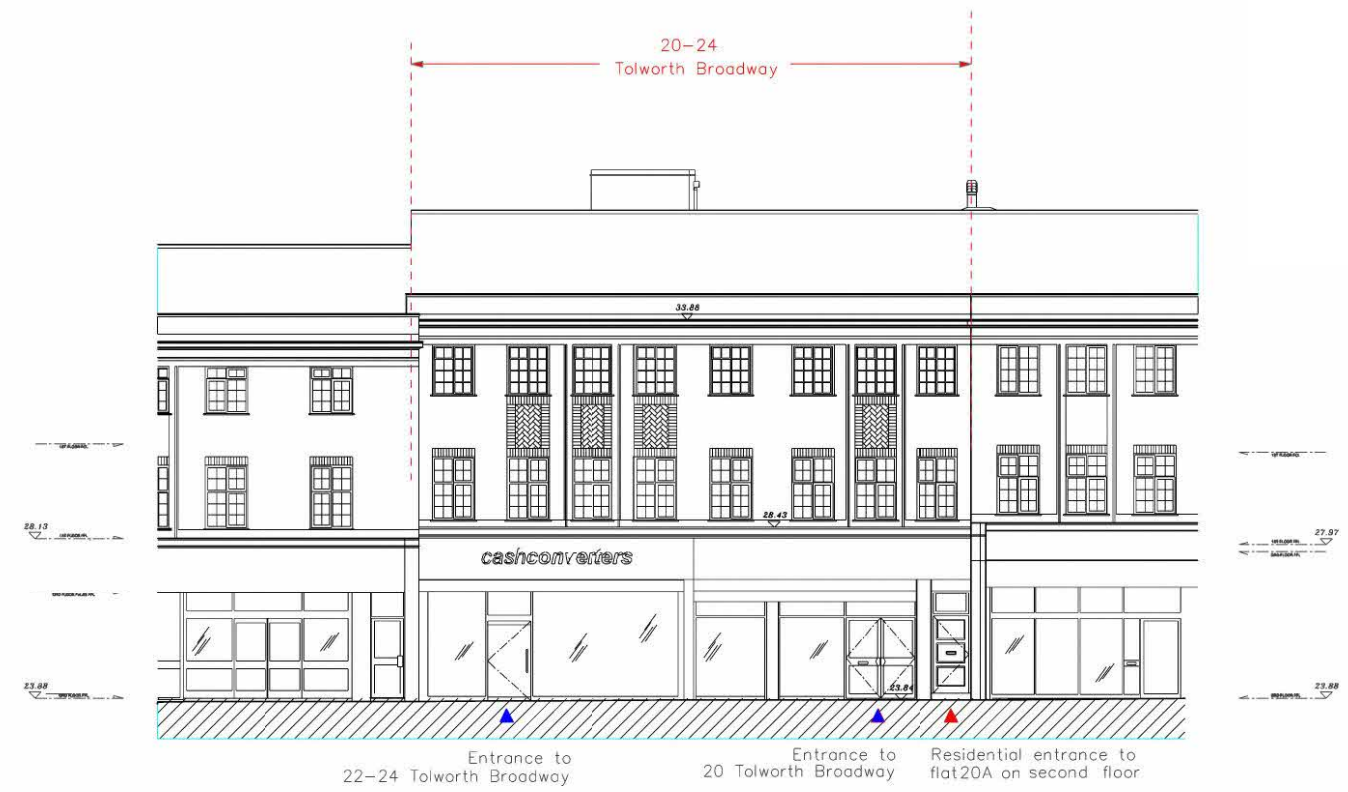 20-24
Tolworth Broadway
33.86
28.43
28.13
27.97
cashconverters
23.88
23.84
23.88
Entrance to
22-24 Tolworth Broadway
Entrance to
20 Tolworth Broadway
Residential entrance to
flat20A on second floor